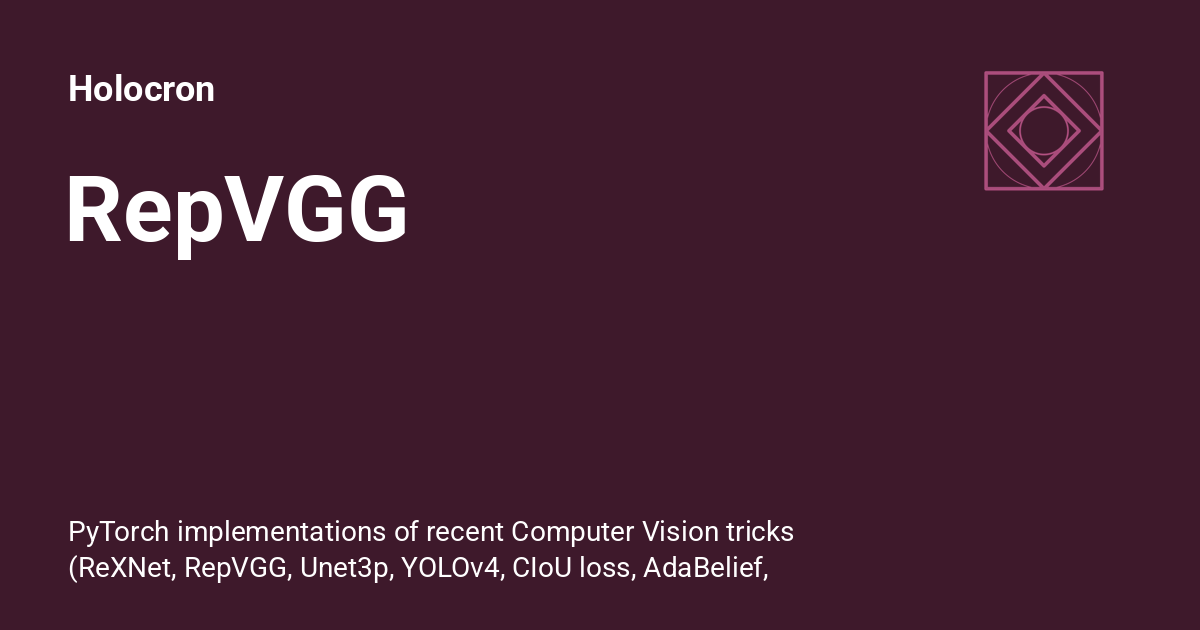 Holocron
RepVGG
PyTorch implementations of recent Computer Vision tricks
(ReXNet, RepVGG, Unet3p, YOLOv4, CIoU loss, AdaBelief,